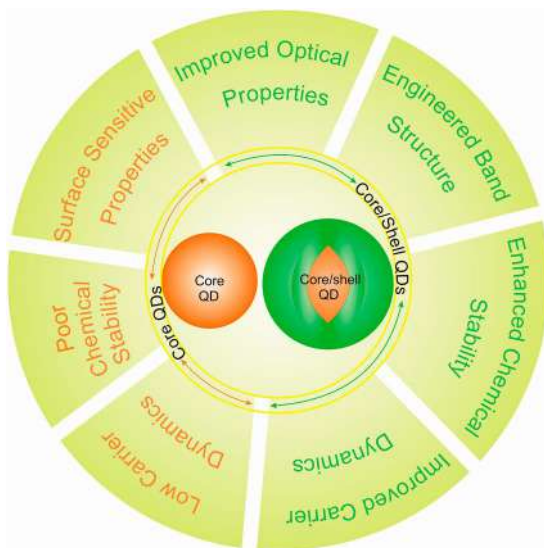 Improved Optical
Properties
Engineered Band
Structure
Enhanced Chemical
Stability
Improved Carrier
Dynamics
Low Carrier
Dynamics
Poor
Chemical
Stability
Surface Sensitive
Properties
Core QDs
Core/Shell QDs
Core
QD
Core/shell
QD